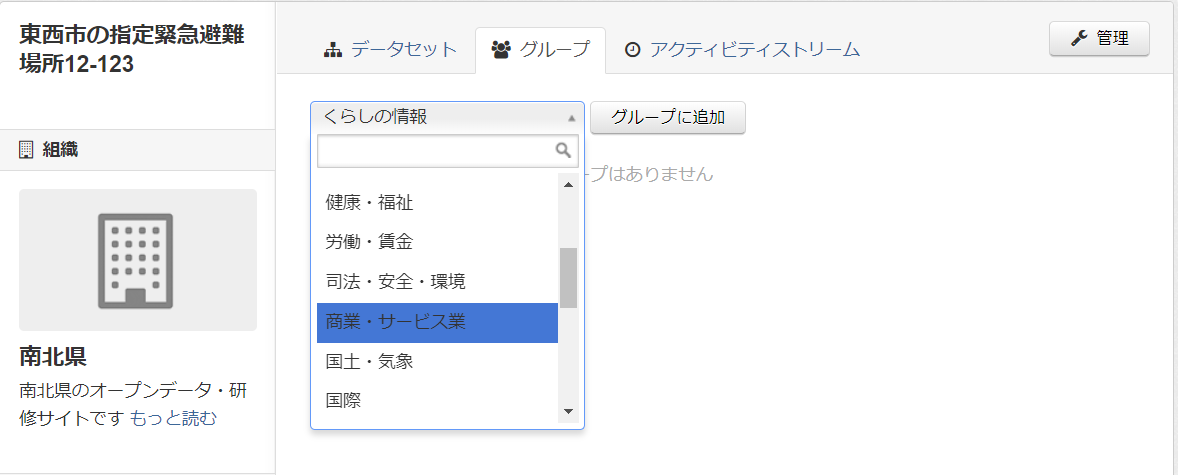 東西市の指定緊急避難
場所12-123
組織
南北県
南北県のオープンデータ・研
修サイトです もっと読む
データセット
グループ
アクティビティストリーム
管理
くらしの情報
グループに追加
プはありません
健康・福祉
労働・賃金
司法・安全・環境
商業・サービス業
国土・気象
国際